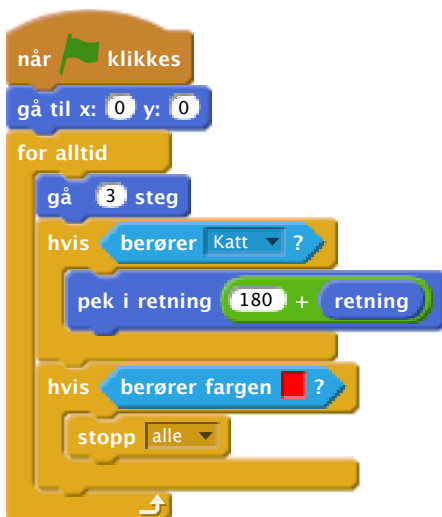 når klikkes
gå til x: 0 y: 0
for alltid
gå 3 steg
hvis berører Katt ?
pek i retning 180 + retning
hvis berører fargen ?
stopp alle